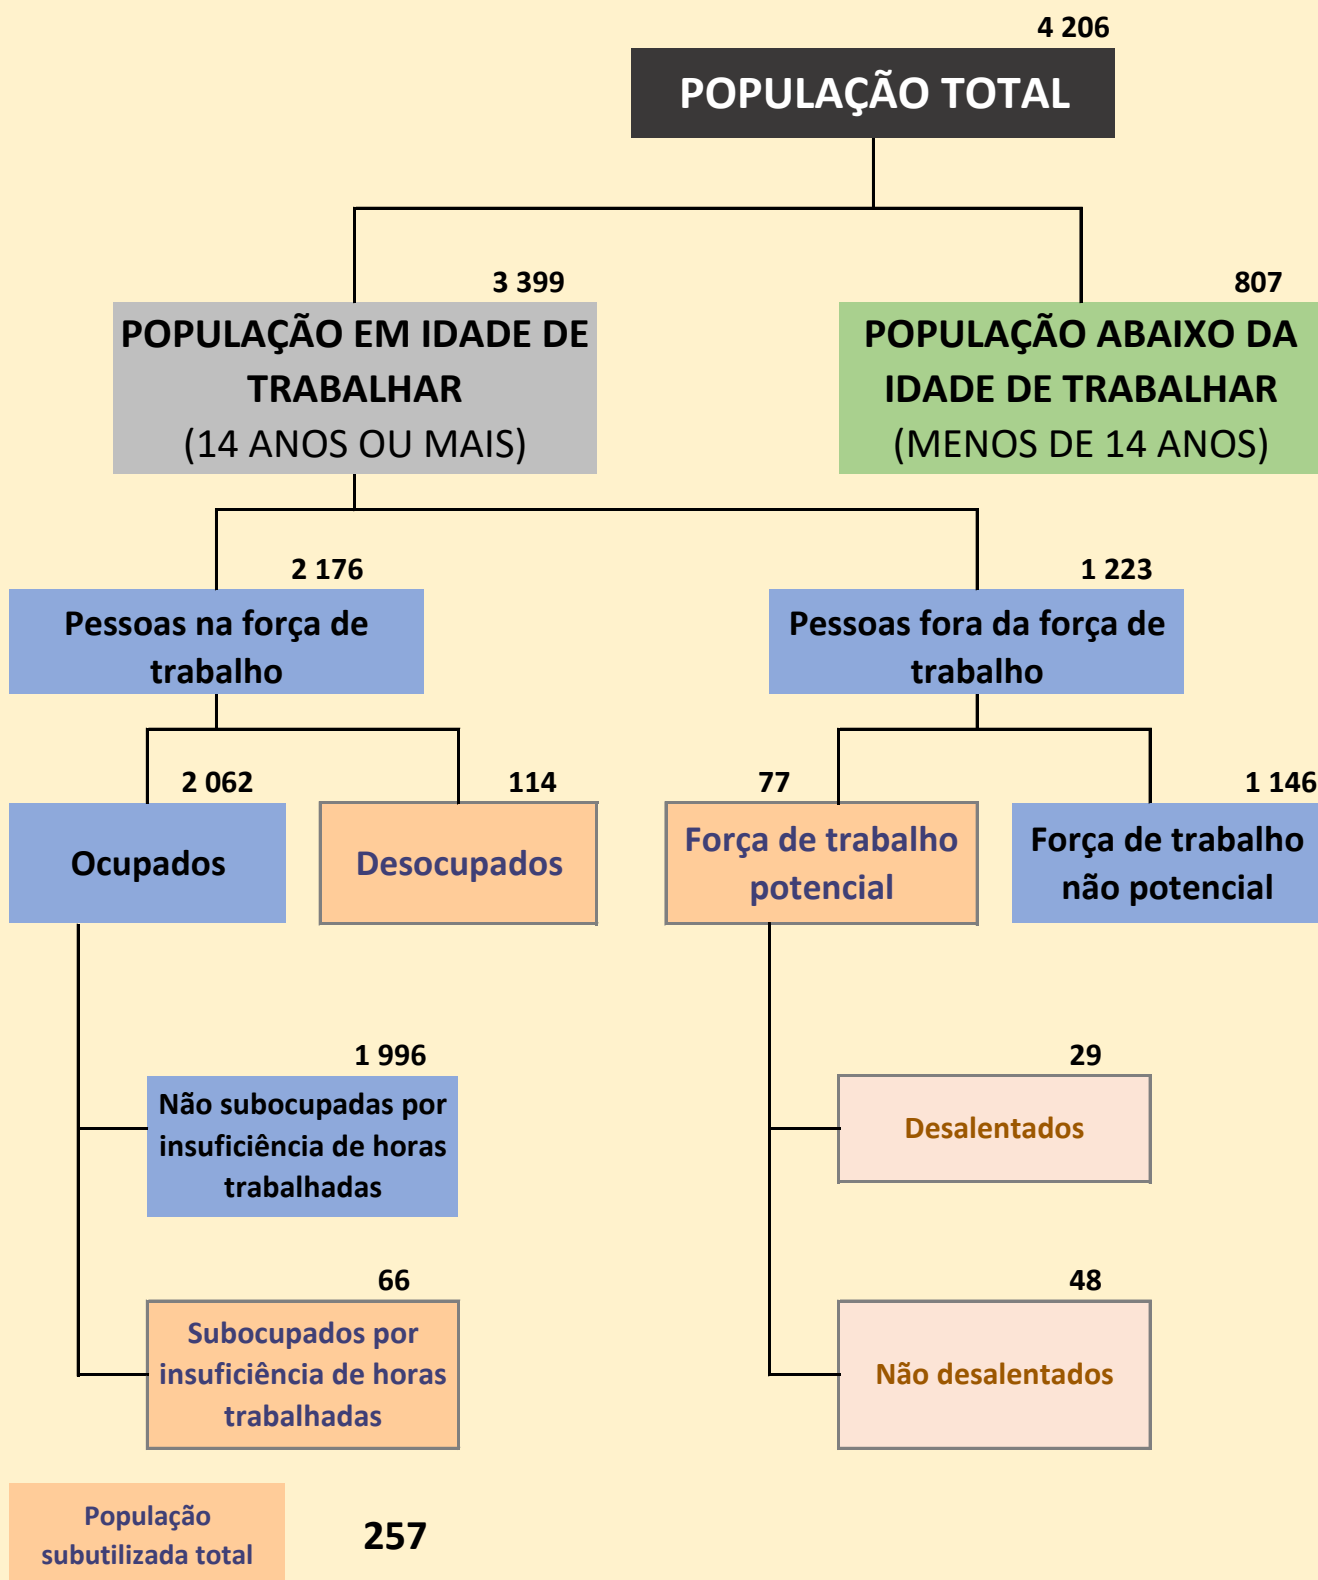 4 206
POPULAÇÃO TOTAL
3 399
POPULAÇÃO EM IDADE DE
TRABALHAR
(14 ANOS OU MAIS)
807
POPULAÇÃO ABAIXO DA
IDADE DE TRABALHAR
(MENOS DE 14 ANOS)
2 176
Pessoas na força de
trabalho
1 223
Pessoas fora da força de
trabalho
2 062
Ocupados
114
Desocupados
77
Força de trabalho
potencial
1 146
Força de trabalho
não potencial
1 996
Não subocupadas por
insuficiência de horas
trabalhadas
29
Desalentados
66
Subocupados por
insuficiência de horas
trabalhadas
48
Não desalentados
População
subutilizada total
257